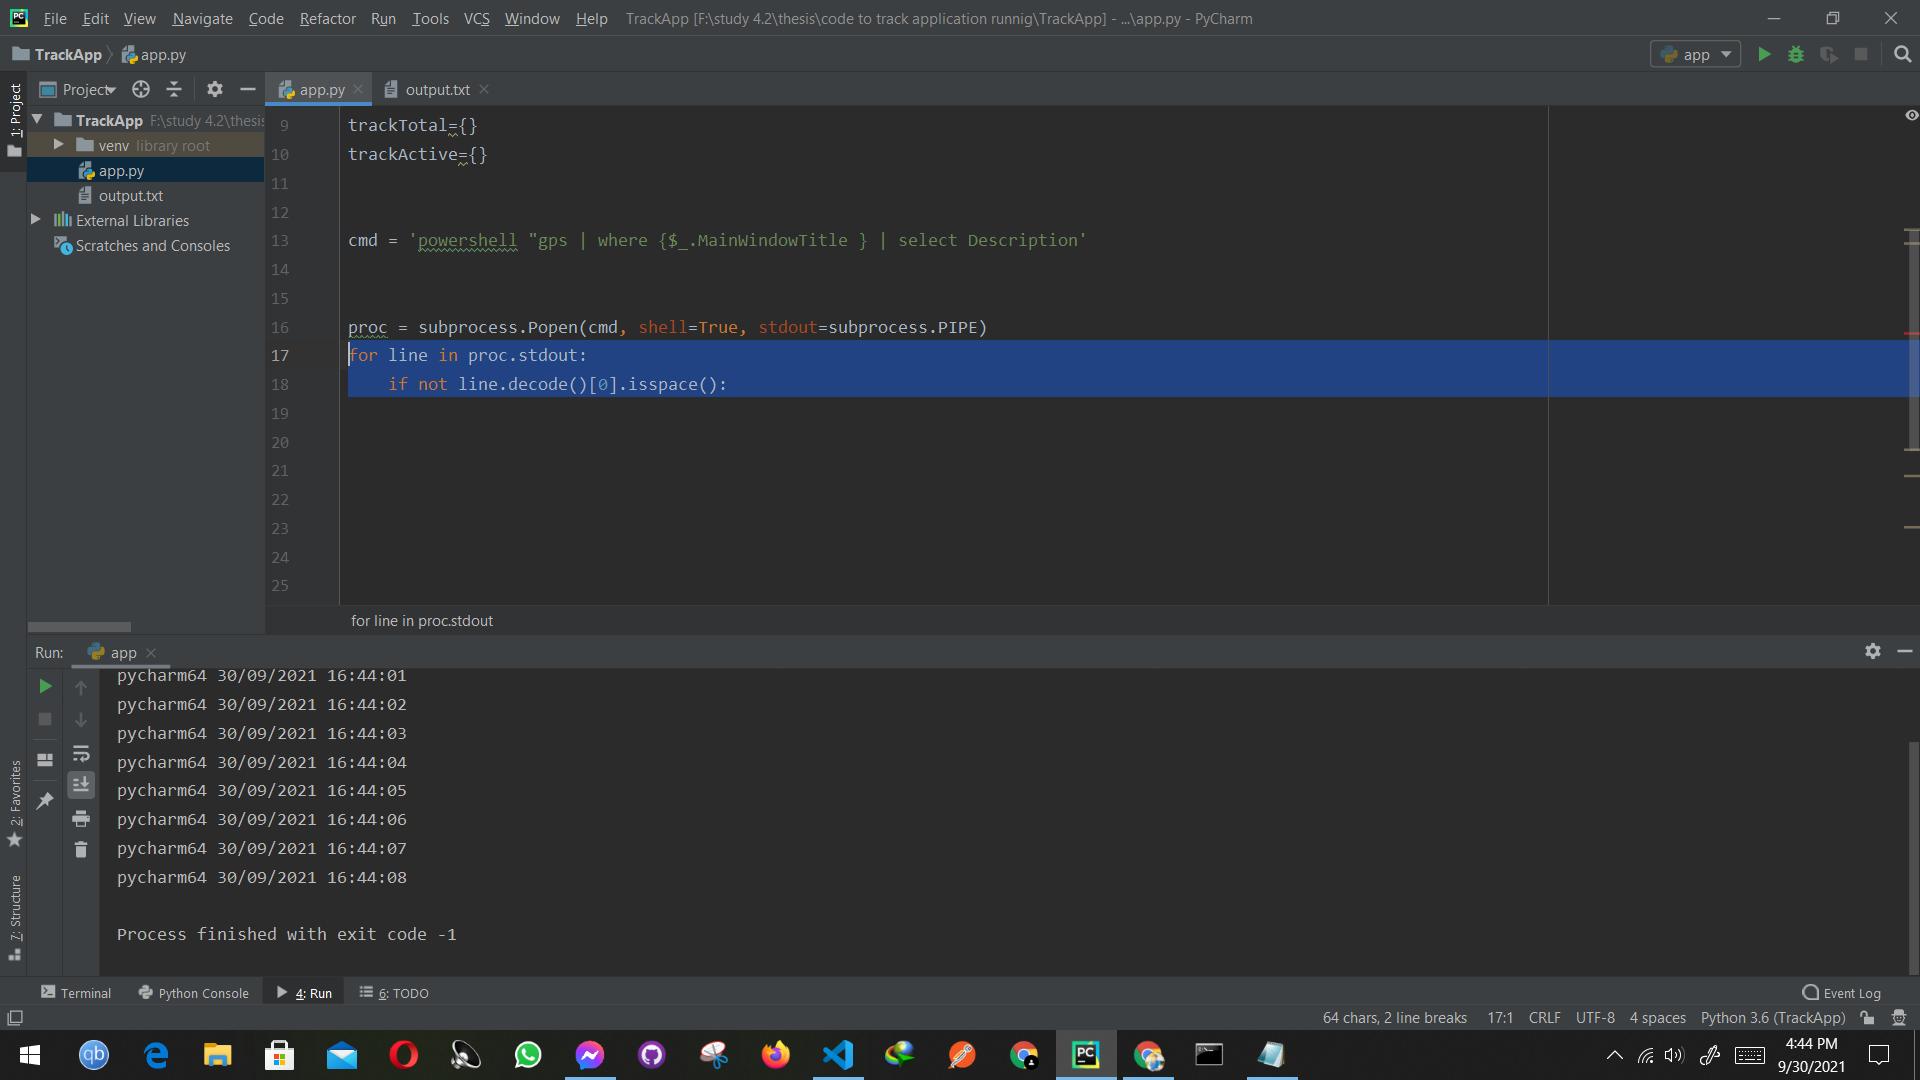 File Edit View Navigate Code Refactor Run Tools VCS Window Help TrackApp [F:\study 4.2\thesis\code to track application runnig\TrackApp] - ...\app.py - PyCharm
TrackApp app.py
app
1: Project
Project
app.py output.txt
TrackApp F:\study 4.2\thesis
venv library root
app.py
output.txt
External Libraries
Scratches and Consoles
9 trackTotal={}
10 trackActive={}
11
12
13 cmd = 'powershell "gps | where {$_.MainWindowTitle } | select Description'
14
15
16 proc = subprocess.Popen(cmd, shell=True, stdout=subprocess.PIPE)
17 for line in proc.stdout:
18 if not line.decode()[0].isspace():
19
20
21
22
23
24
25
for line in proc.stdout
Run: app
pycharm64 30/09/2021 16:44:01
pycharm64 30/09/2021 16:44:02
pycharm64 30/09/2021 16:44:03
pycharm64 30/09/2021 16:44:04
pycharm64 30/09/2021 16:44:05
pycharm64 30/09/2021 16:44:06
pycharm64 30/09/2021 16:44:07
pycharm64 30/09/2021 16:44:08
Process finished with exit code -1
2: Favorites
7: Structure
Terminal Python Console 4: Run 6: TODO Event Log
64 chars, 2 line breaks 17:1 CRLF UTF-8 4 spaces Python 3.6 (TrackApp)
qb PC
4:44 PM
9/30/2021